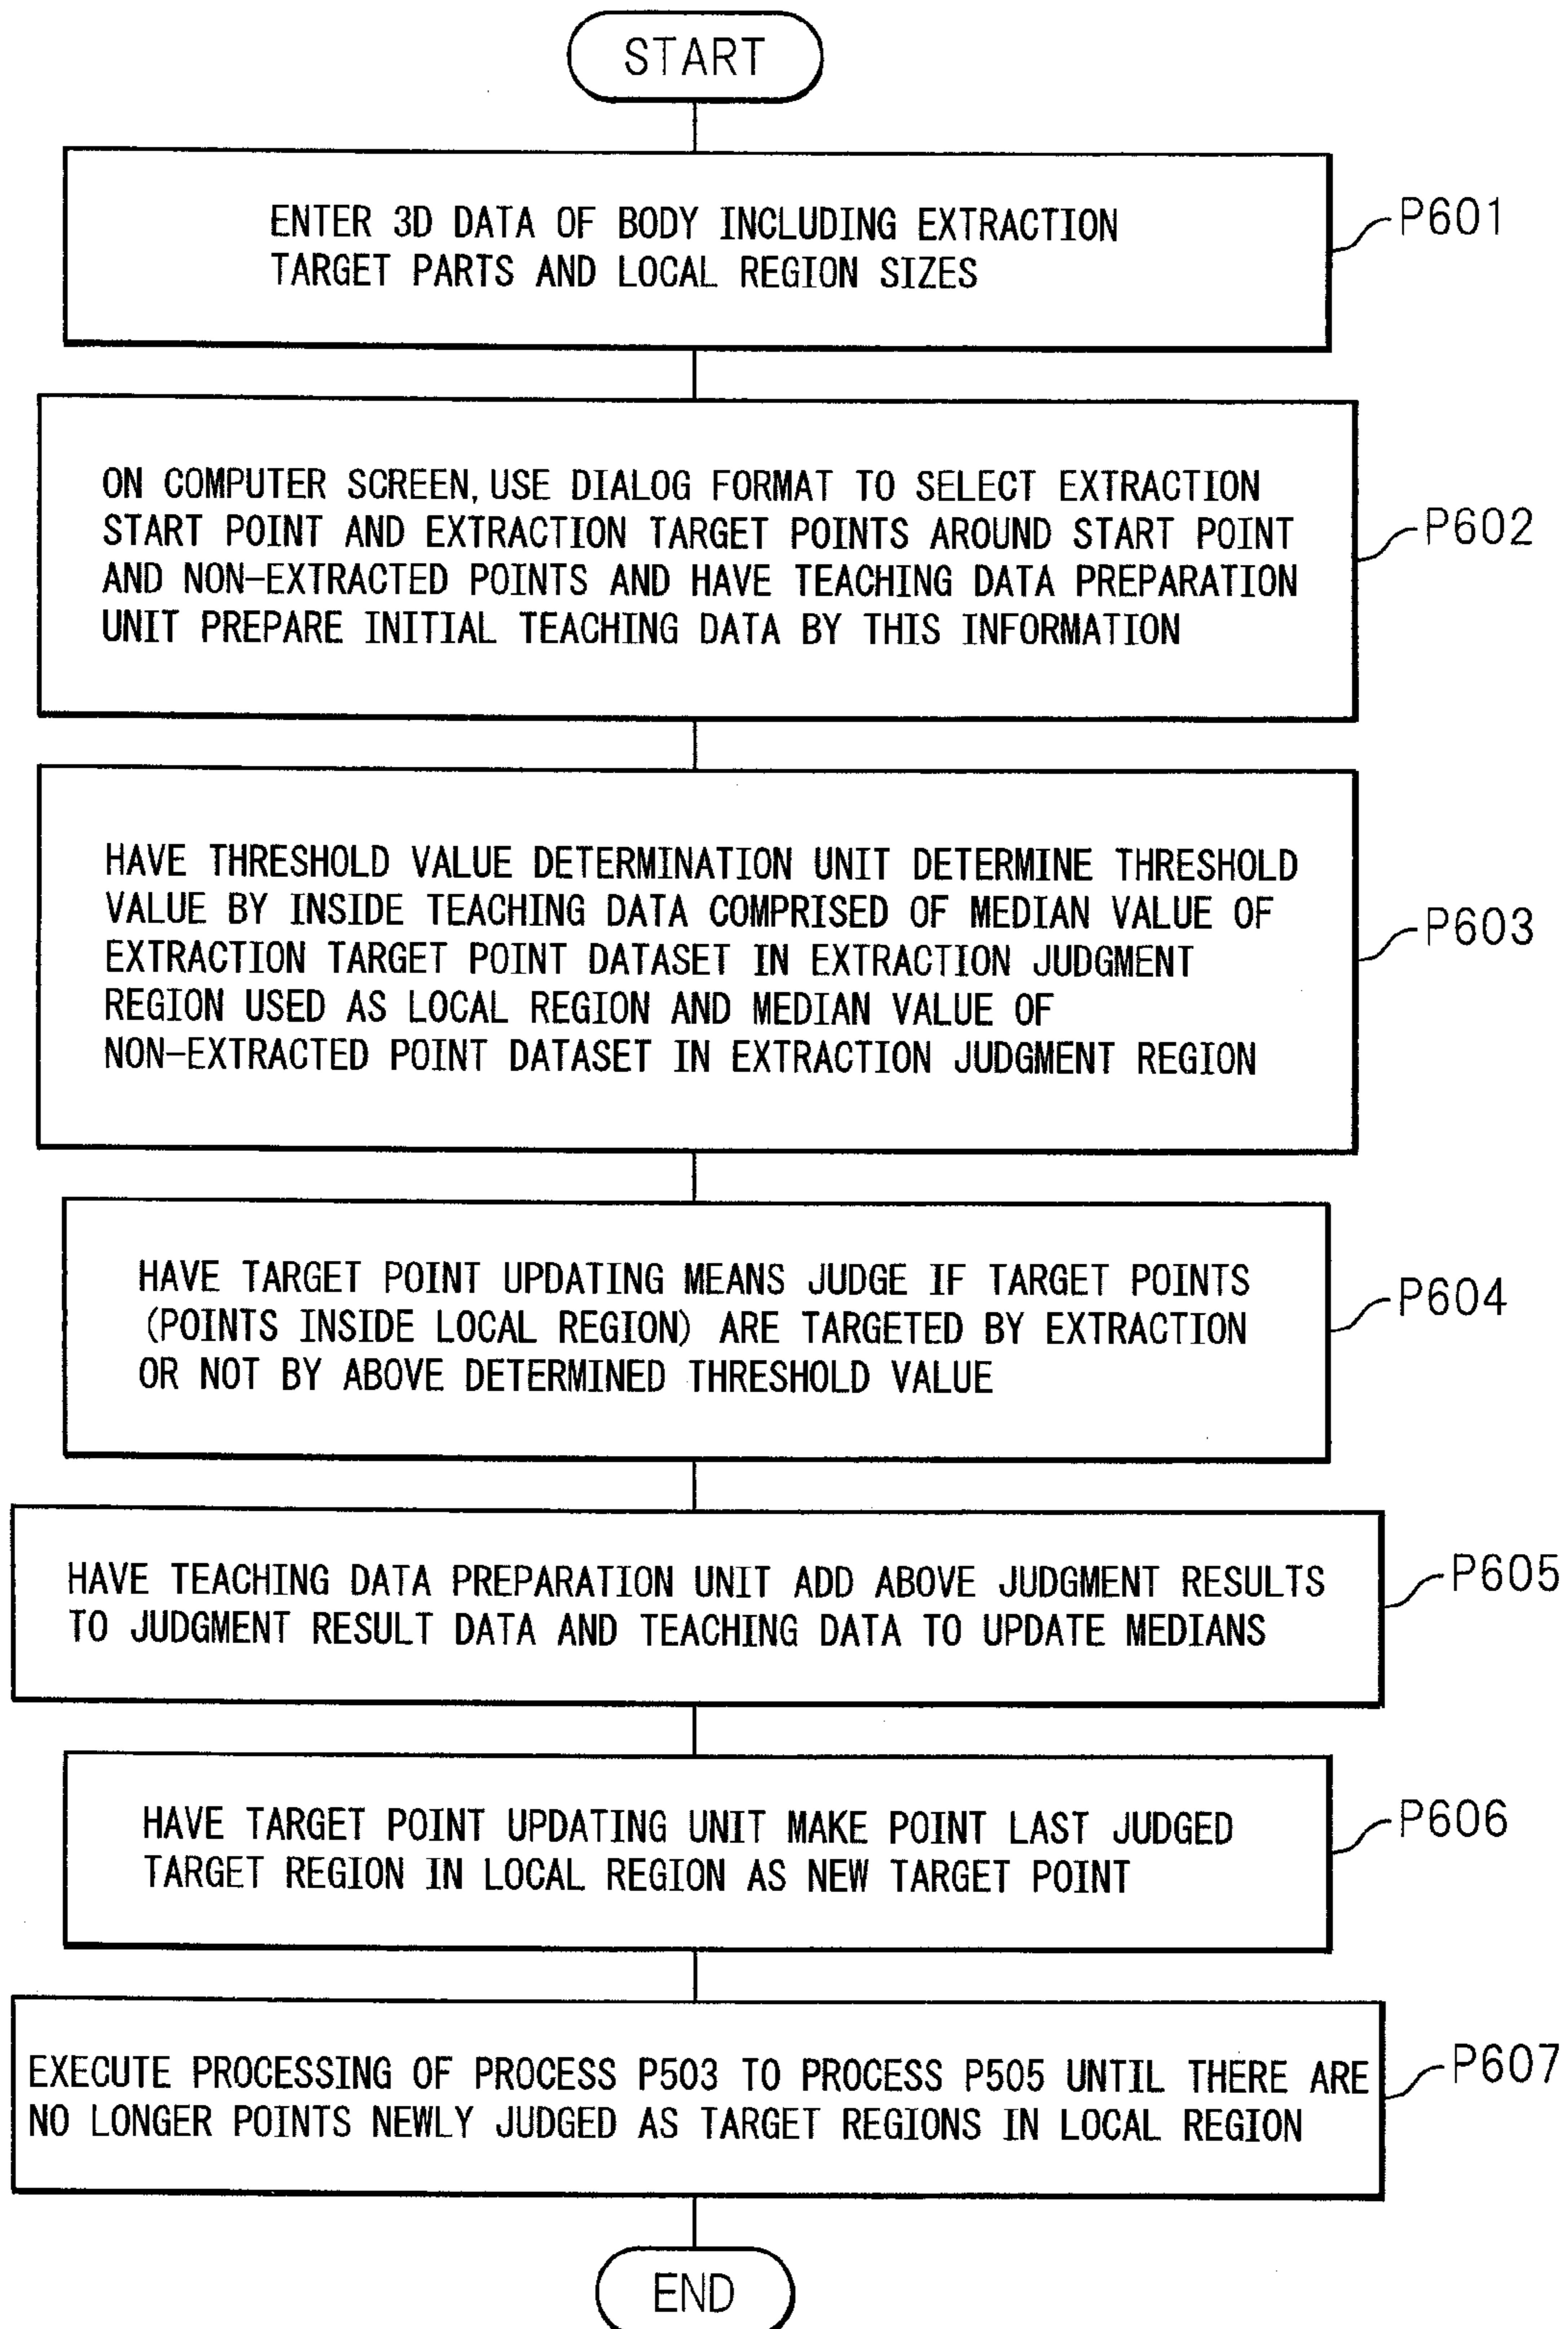 START
ENTER 3D DATA OF BODY INCLUDING EXTRACTION
TARGET PARTS AND LOCAL REGION SIZES
P601
ON COMPUTER SCREEN, USE DIALOG FORMAT TO SELECT EXTRACTION
START POINT AND EXTRACTION TARGET POINTS AROUND START POINT
AND NON-EXTRACTED POINTS AND HAVE TEACHING DATA PREPARATION
UNIT PREPARE INITIAL TEACHING DATA BY THIS INFORMATION
P602
HAVE THRESHOLD VALUE DETERMINATION UNIT DETERMINE THRESHOLD
VALUE BY INSIDE TEACHING DATA COMPRISED OF MEDIAN VALUE OF
EXTRACTION TARGET POINT DATASET IN EXTRACTION JUDGMENT
REGION USED AS LOCAL REGION AND MEDIAN VALUE OF
NON-EXTRACTED POINT DATASET IN EXTRACTION JUDGMENT REGION
P603
HAVE TARGET POINT UPDATING MEANS JUDGE IF TARGET POINTS
(POINTS INSIDE LOCAL REGION) ARE TARGETED BY EXTRACTION
OR NOT BY ABOVE DETERMINED THRESHOLD VALUE
P604
HAVE TEACHING DATA PREPARATION UNIT ADD ABOVE JUDGMENT RESULTS
TO JUDGMENT RESULT DATA AND TEACHING DATA TO UPDATE MEDIANS
P605
HAVE TARGET POINT UPDATING UNIT MAKE POINT LAST JUDGED
TARGET REGION IN LOCAL REGION AS NEW TARGET POINT
P606
EXECUTE PROCESSING OF PROCESS P503 TO PROCESS P505 UNTIL THERE ARE
NO LONGER POINTS NEWLY JUDGED AS TARGET REGIONS IN LOCAL REGION
P607
END